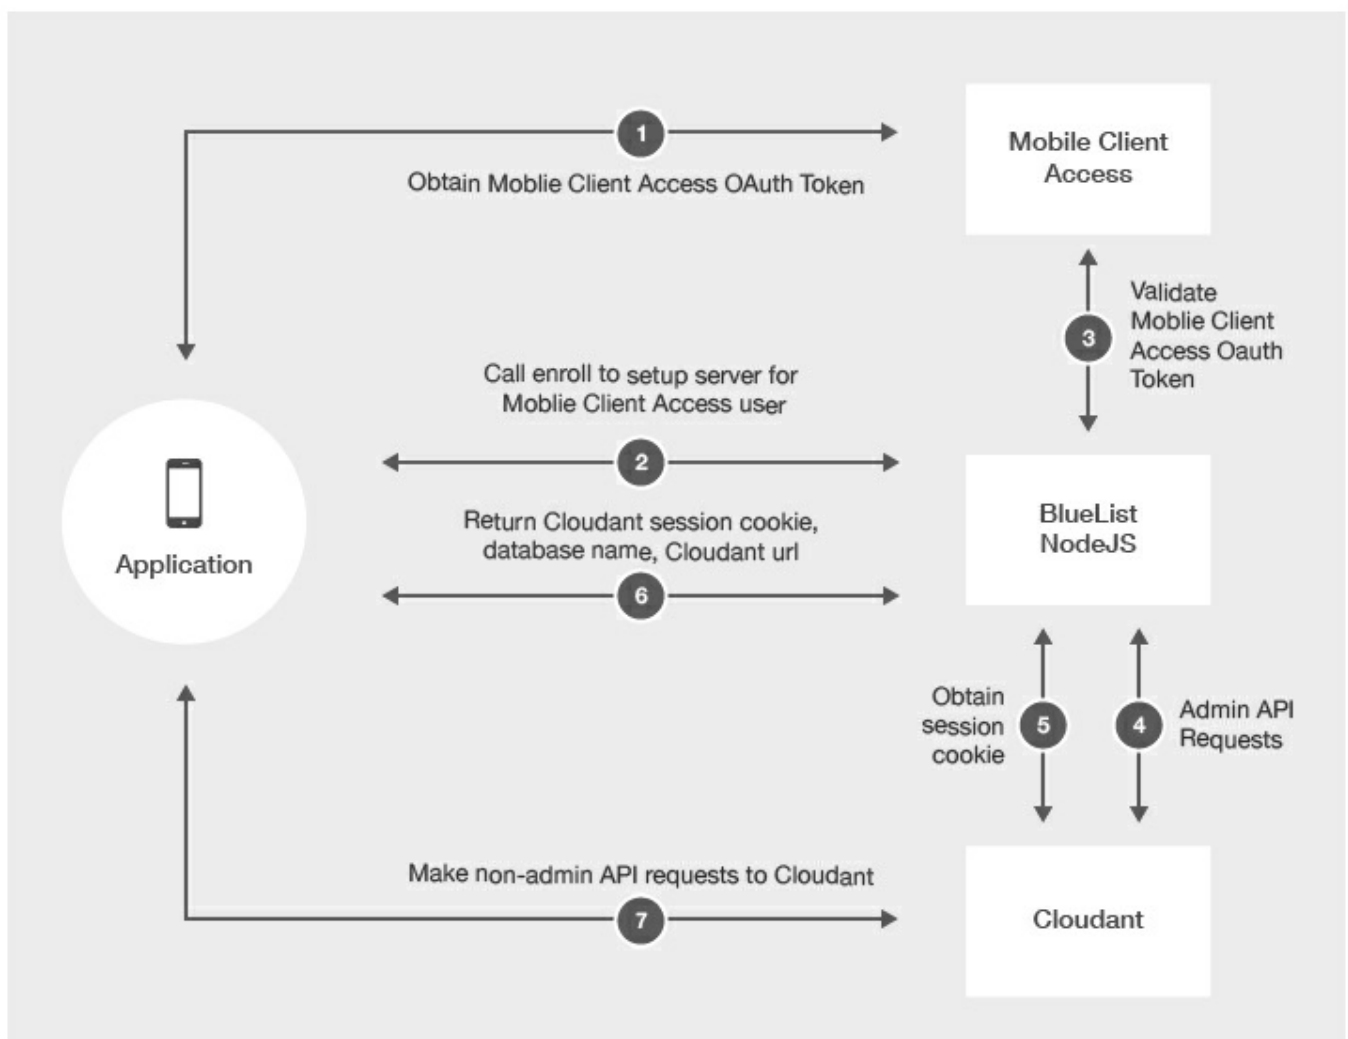 1
Obtain Moblie Client Access OAuth Token
Mobile Client
Access
Validate
Moblie Client
Access Oauth
Token
3
Call enroll to setup server for
Moblie Client Access user
2
Return Cloudant session cookie,
database name, Cloudant url
6
Application
BlueList
NodeJS
Obtain
session
cookie
5
4
Admin API
Requests
Make non-admin API requests to Cloudant
7
Cloudant